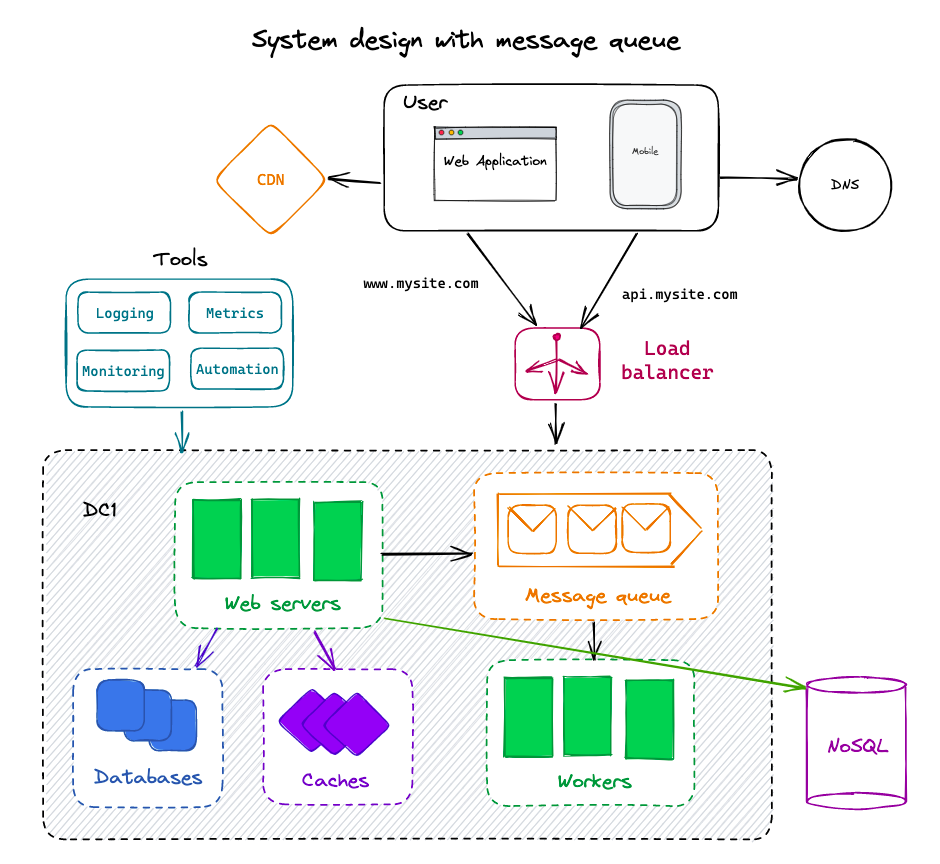 System design with message queue
User
Web Application
Mobile
CDN
DNS
Tools
www.mysite.com
api.mysite.com
Logging
Metrics
Monitoring
Automation
Load
balancer
DC1
Web servers
Message queue
Databases
Caches
Workers
NoSQL